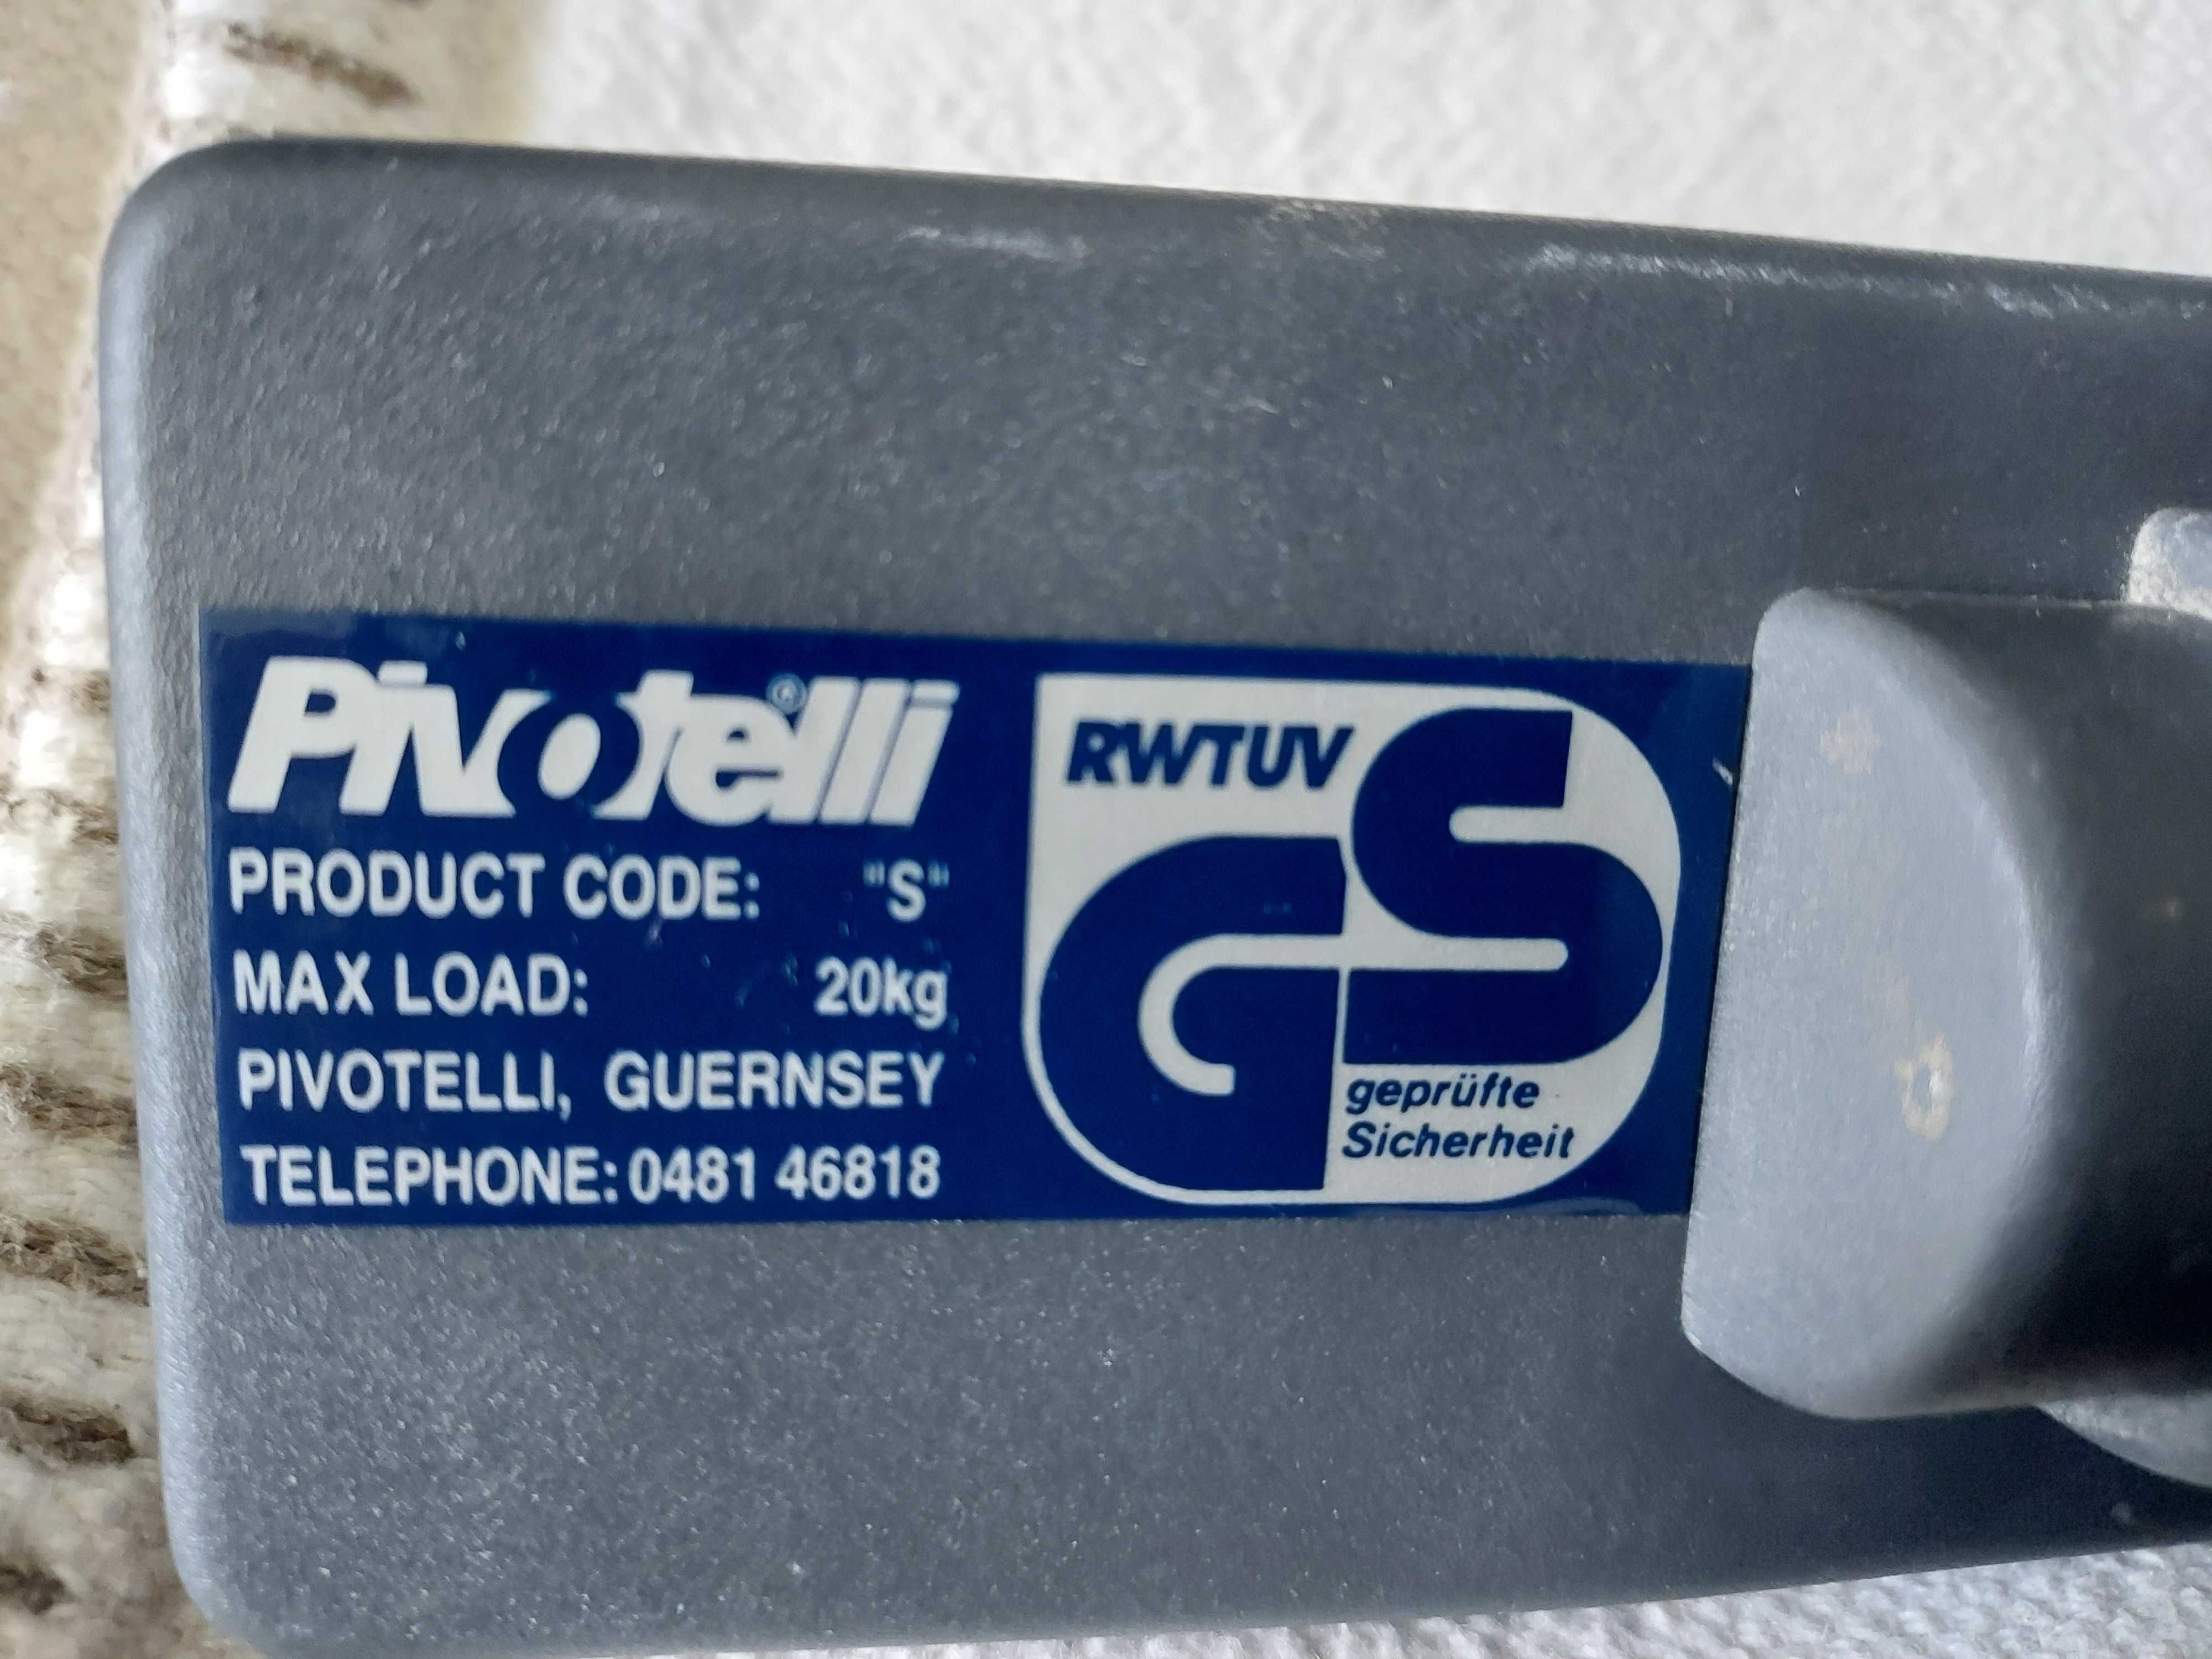 Pivotelli®
PRODUCT CODE: "S"
MAX LOAD: 20kg
PIVOTELLI, GUERNSEY
TELEPHONE: 0481 46818
RWTUV
GS
geprüfte
Sicherheit